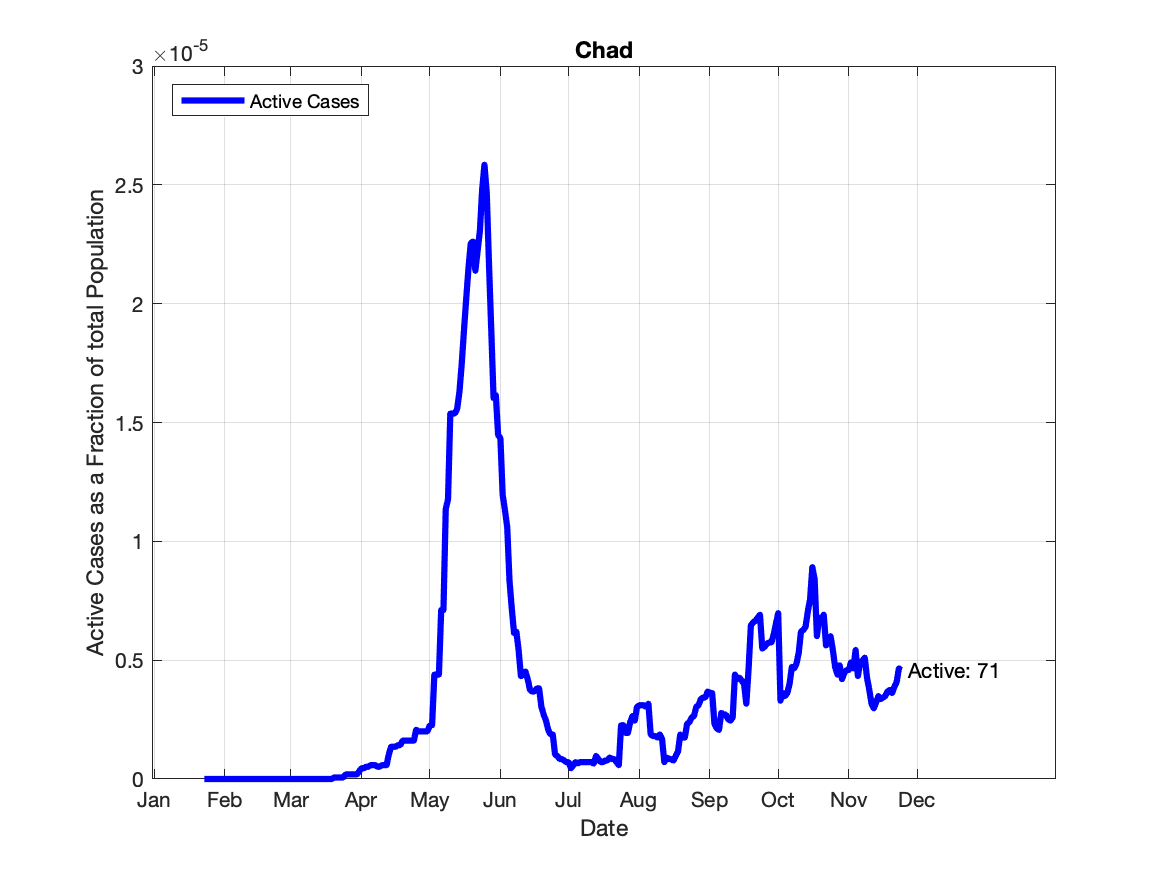 Chad
×10-5
Active Cases
3
2.5
2
1.5
1
0.5
0
Active Cases as a Fraction of total Population
Active: 71
Jan Feb Mar Apr May Jun Jul Aug Sep Oct Nov Dec
Date